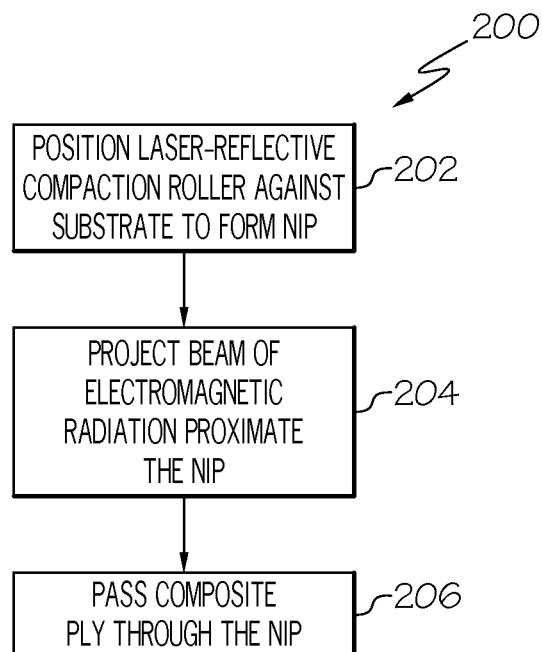 200
POSITION LASER-REFLECTIVE
COMPACTION ROLLER AGAINST
SUBSTRATE TO FORM NIP
202
PROJECT BEAM OF
ELECTROMAGNETIC
RADIATION PROXIMATE
THE NIP
204
PASS COMPOSITE
PLY THROUGH THE NIP
206